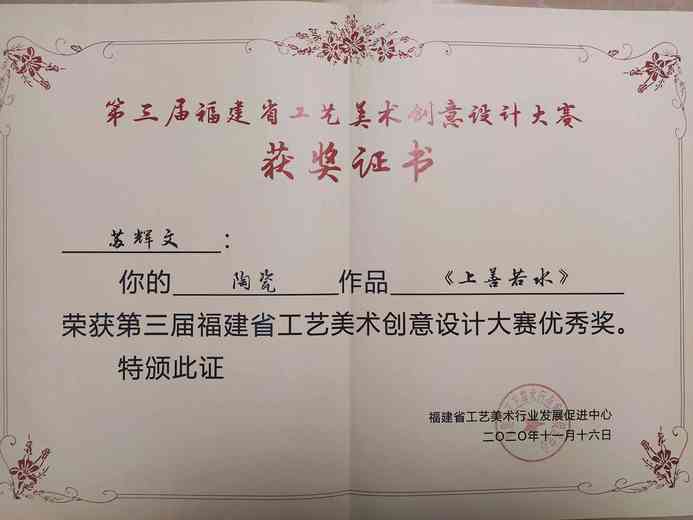 第三届福建省工艺美术创意设计大赛
获奖证书
苏辉文：
你的 陶瓷 作品 《上善若水》
荣获第三届福建省工艺美术创意设计大赛优秀奖。
特颁此证
福建省工艺美术行业发展促进中心
二〇二〇年十一月十六日